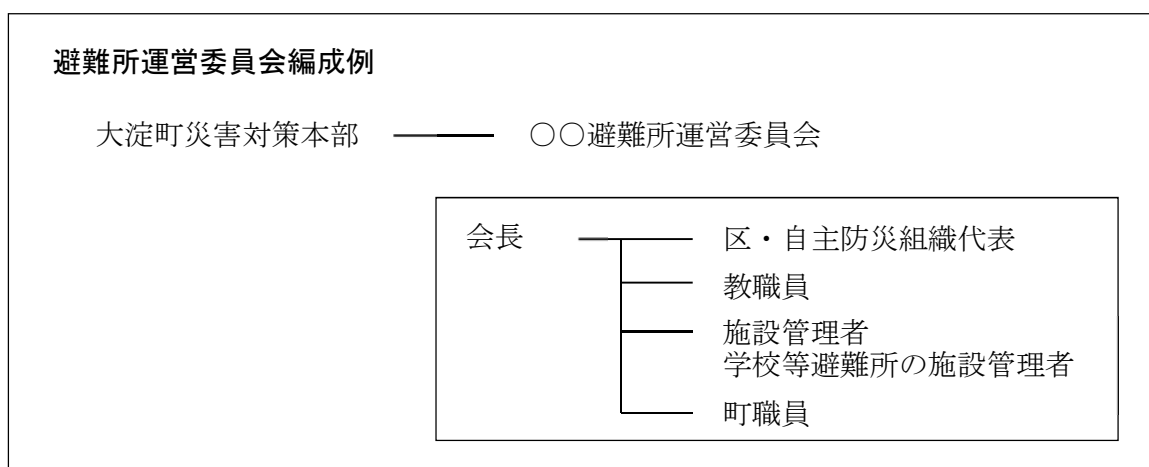 避難所運営委員会編成例
大淀町災害対策本部 ○○避難所運営委員会
会長 区・自主防災組織代表
教職員
施設管理者
学校等避難所の施設管理者
町職員